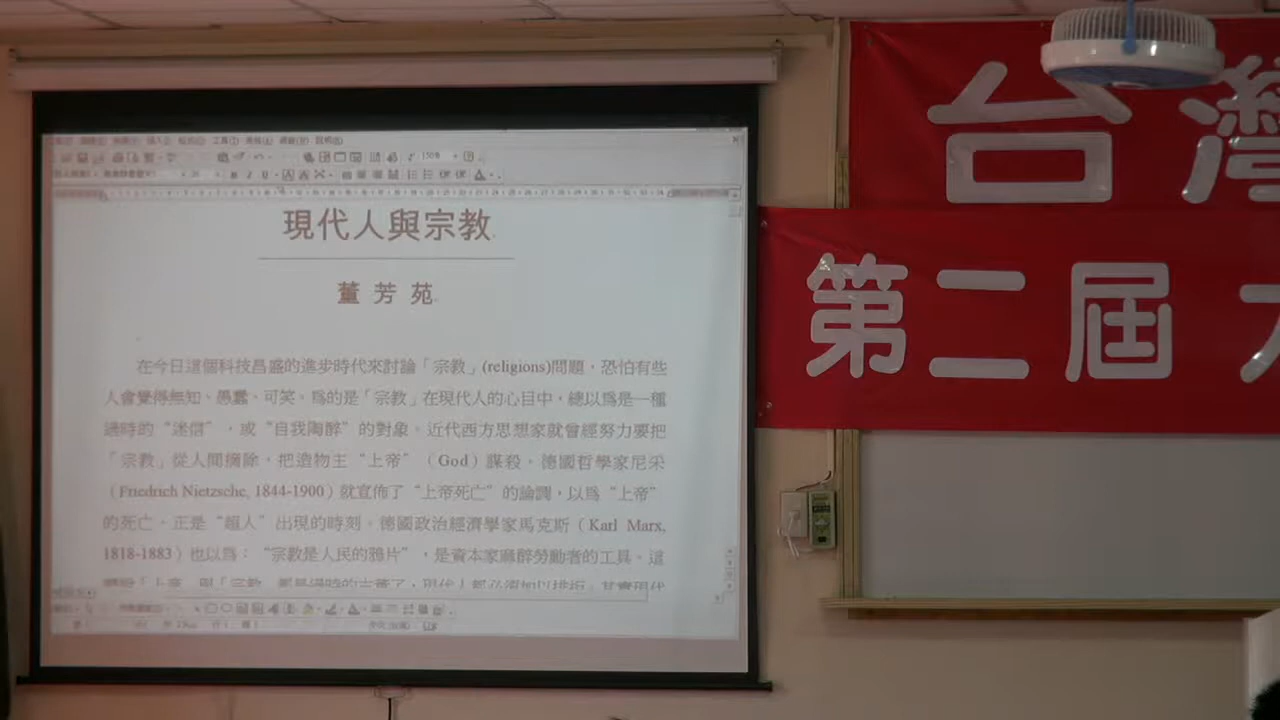 工具(T)
說明(H)
150%
現代人與宗教
董芳苑
在今日這個科技昌盛的進步時代來討論「宗教」(religions)問題，恐怕有些
人會覺得無知、愚蠢、可笑。爲的是「宗教」在現代人的心目中，總以爲是一種
過時的“迷信”，或“自我陶醉”的對象。近代西方思想家就曾經努力要把
「宗教」從人間摘除，把造物主“上帝”（God）謀殺。德國哲學家尼采
（Friedrich Nietzsche, 1844-1900）就宣佈了“上帝死亡”的論調，以爲“上帝”
的死亡，正是“超人”出現的時刻。德國政治經濟學家馬克斯（Karl Marx,
1818-1883）也以爲：“宗教是人民的鴉片”，是資本家麻醉勞動者的工具。這
台灣
第二屆